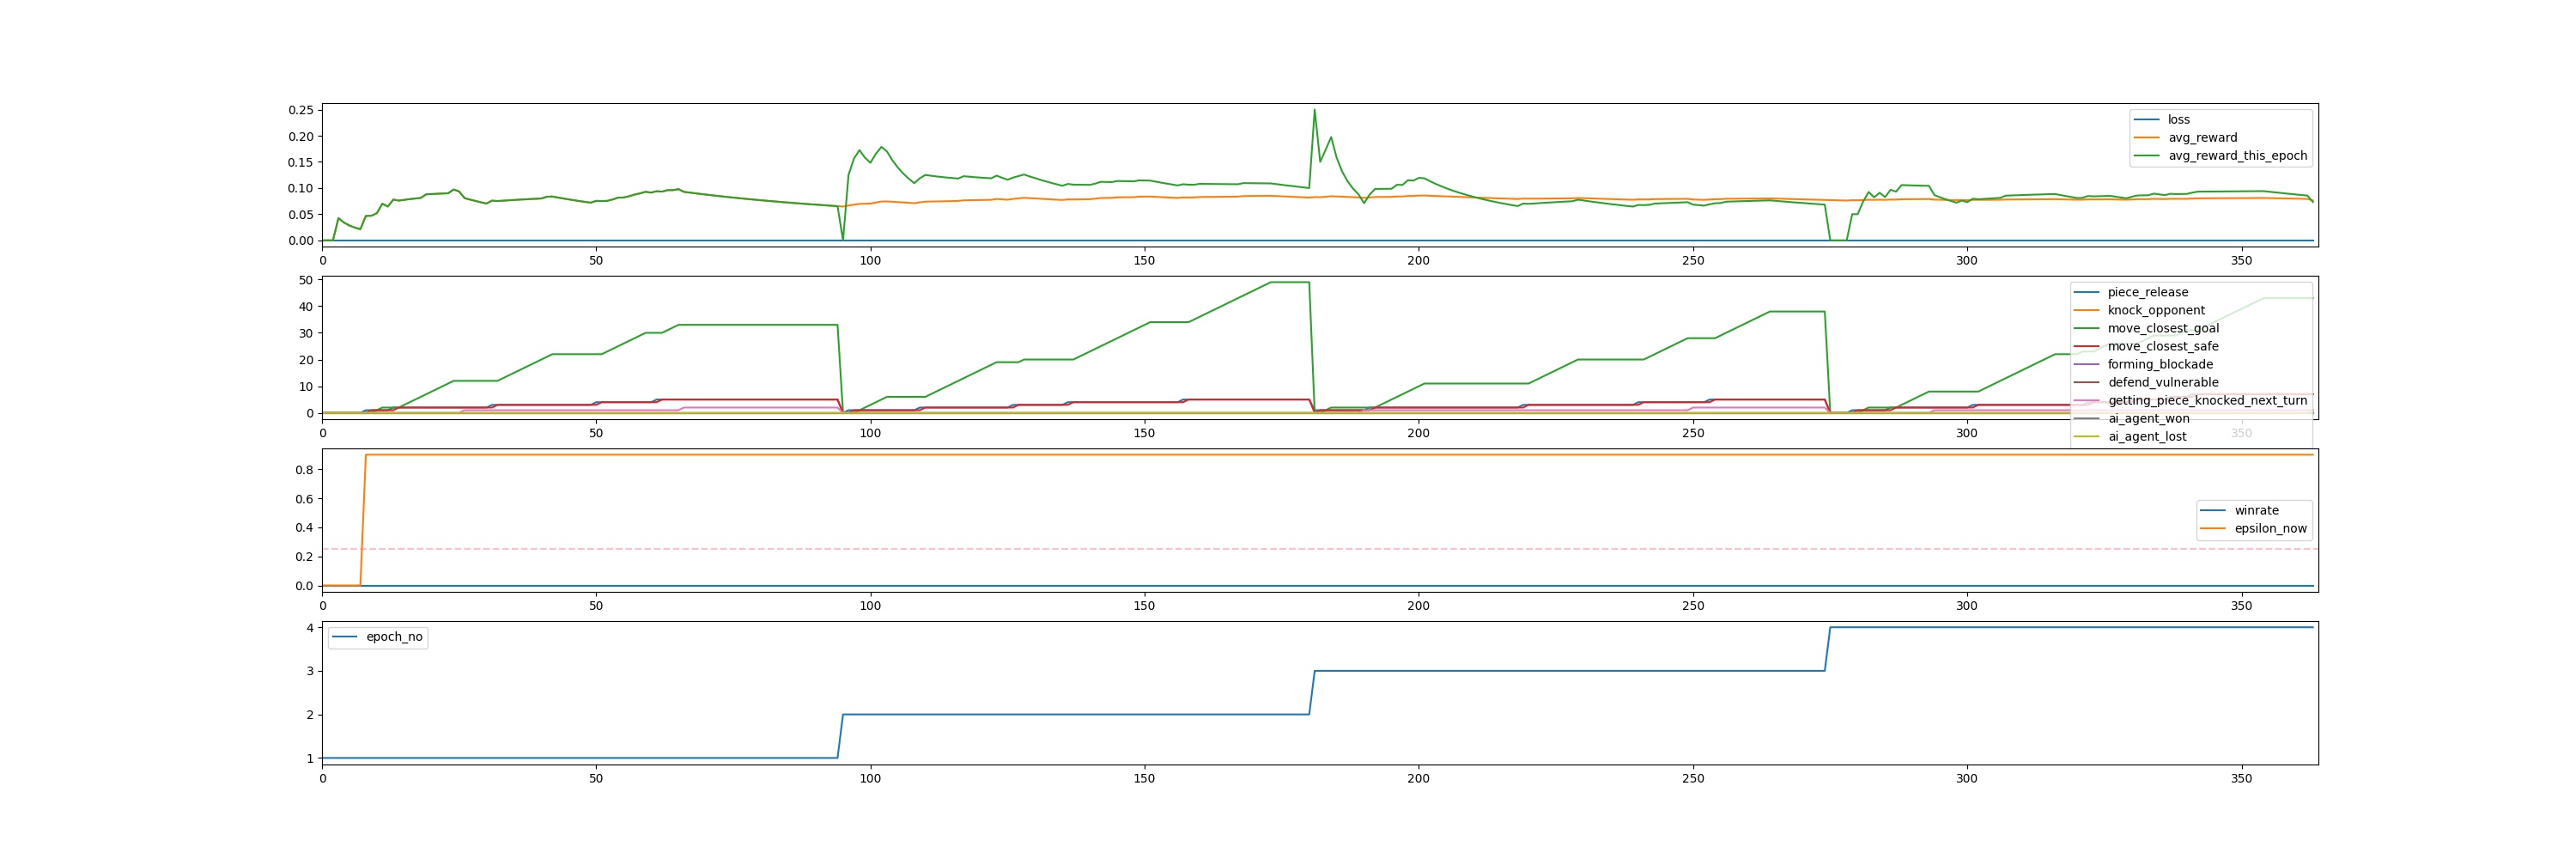 0.25
0.20
0.15
0.10
0.05
0.00
loss
avg_reward
avg_reward_this_epoch
0 50 100 150 200 250 300 350
50
40
30
20
10
0
piece_release
knock_opponent
move_closest_goal
move_closest_safe
forming_blockade
defend_vulnerable
getting_piece_knocked_next_turn
ai_agent_won
ai_agent_lost
0 50 100 150 200 250 300 350
0.8
0.6
0.4
0.2
0.0
winrate
epsilon_now
0 50 100 150 200 250 300 350
4
3
2
1
epoch_no
0 50 100 150 200 250 300 350